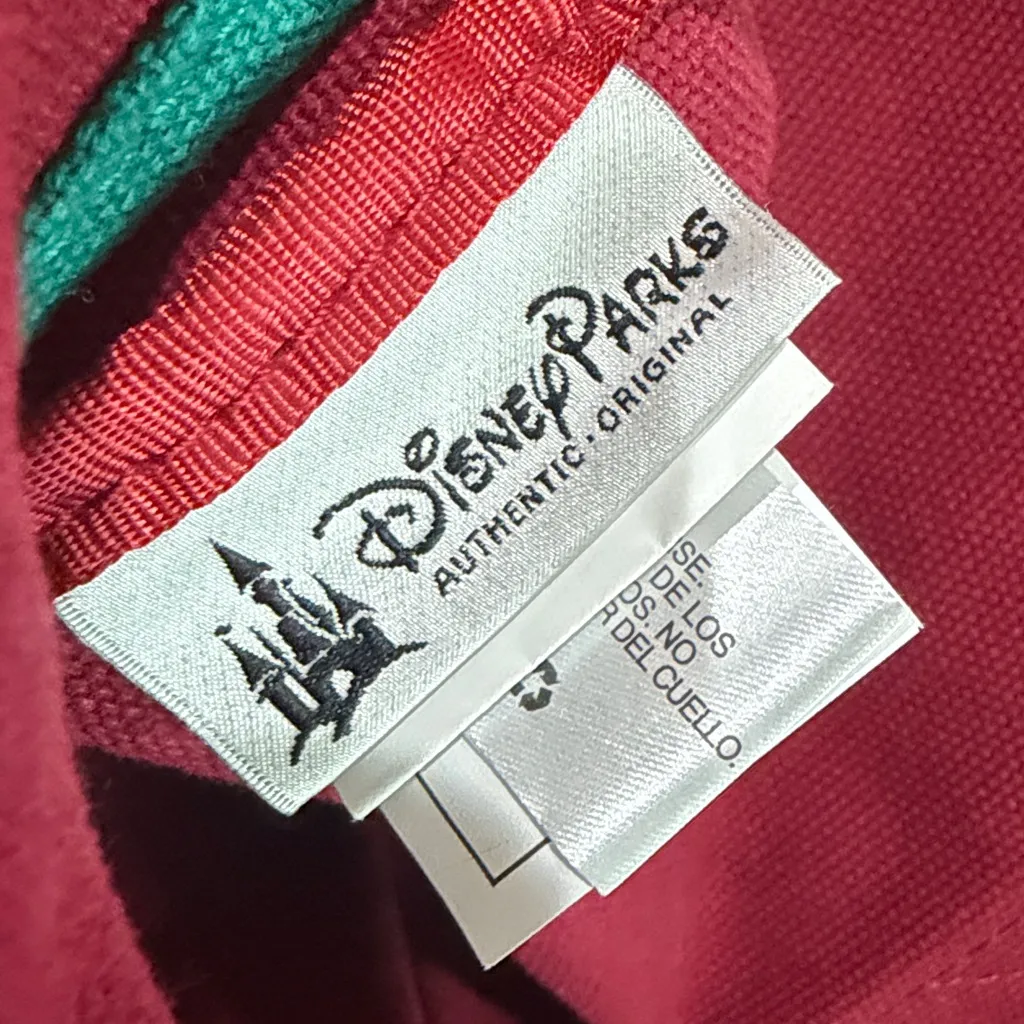 DISNEY PARKS
AUTHENTIC · ORIGINAL
SE.
DE LOS
OS. NO
R DEL CUELLO.